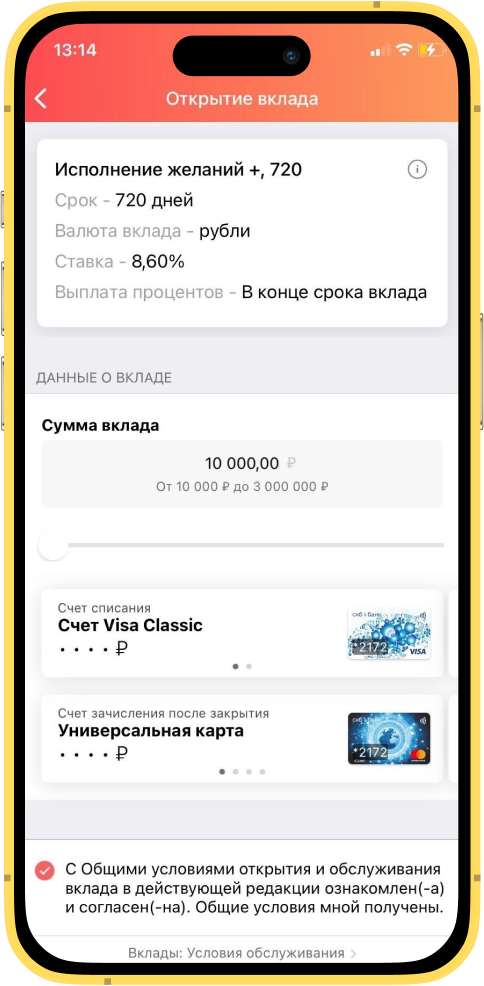 13:14
Открытие вклада
Исполнение желаний +, 720
Срок - 720 дней
Валюта вклада - рубли
Ставка - 8,60%
Выплата процентов - В конце срока вклада
ДАННЫЕ О ВКЛАДЕ
Сумма вклада
10 000,00 ₽
От 10 000 ₽ до 3 000 000 ₽
Счет списания
Счет Visa Classic
• • • • ₽
скб банк
*2172
VISA
Счет зачисления после закрытия
Универсальная карта
• • • • ₽
скб банк
*2172
С Общими условиями открытия и обслуживания
вклада в действующей редакции ознакомлен(-а)
и согласен(-на). Общие условия мной получены.
Вклады: Условия обслуживания >